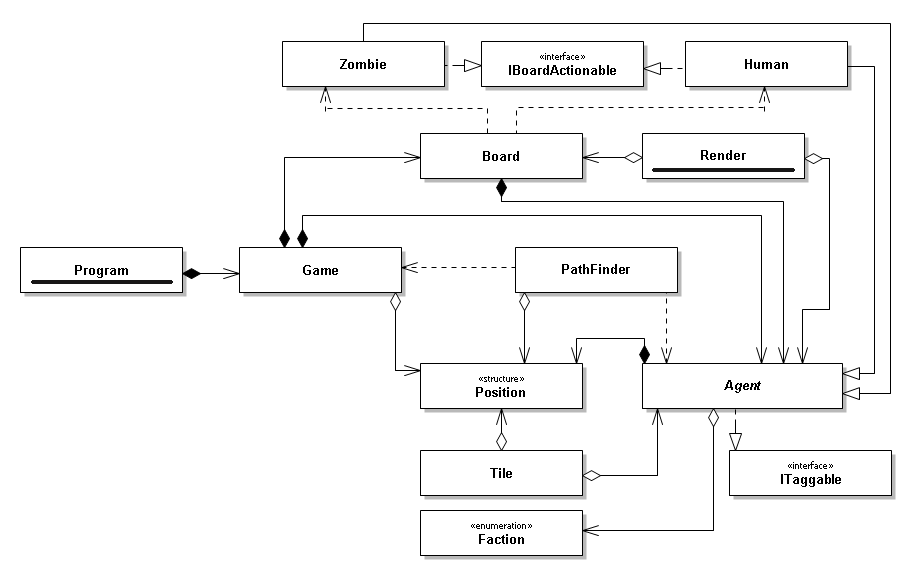 Zombie
«interface»
IBoardActionable
Human
Board
Render
Program
Game
PathFinder
«structure»
Position
Agent
Tile
«interface»
ITaggable
«enumeration»
Faction